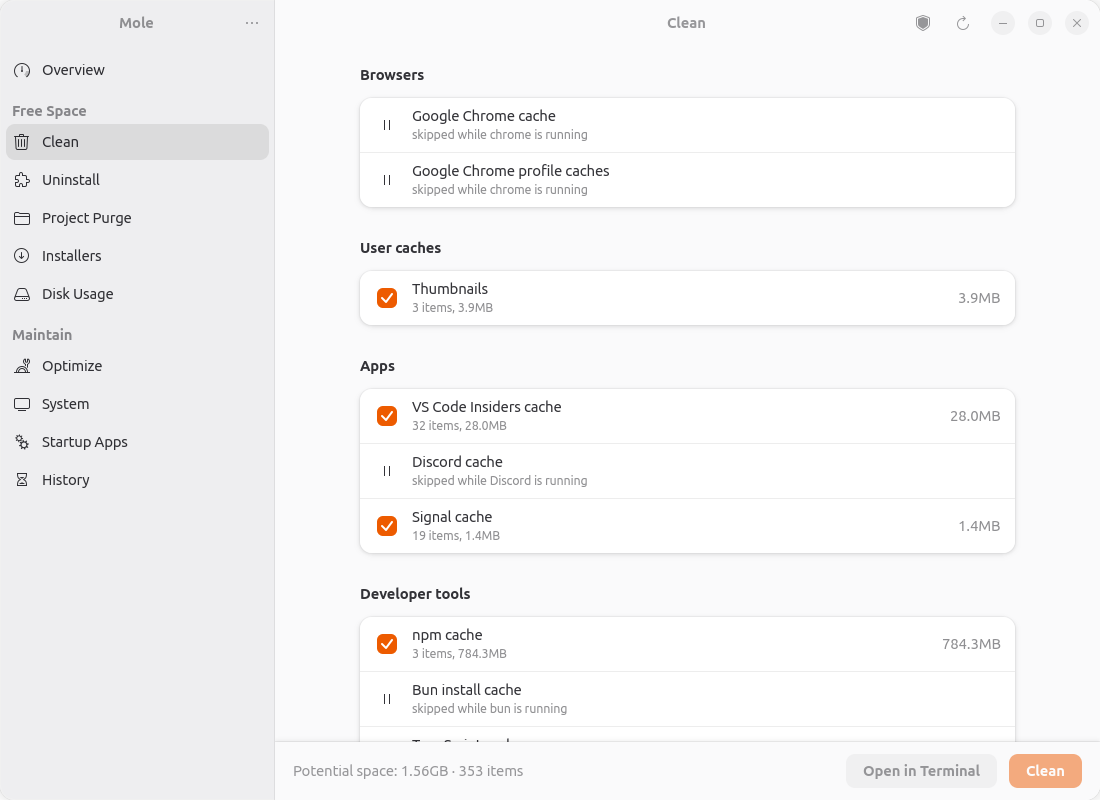 Mole
Clean
Overview
Free Space
Clean
Uninstall
Project Purge
Installers
Disk Usage
Maintain
Optimize
System
Startup Apps
History
Browsers
Google Chrome cache
skipped while chrome is running
Google Chrome profile caches
skipped while chrome is running
User caches
Thumbnails
3 items, 3.9MB
3.9MB
Apps
VS Code Insiders cache
32 items, 28.0MB
28.0MB
Discord cache
skipped while Discord is running
Signal cache
19 items, 1.4MB
1.4MB
Developer tools
npm cache
3 items, 784.3MB
784.3MB
Bun install cache
skipped while bun is running
Potential space: 1.56GB · 353 items
Open in Terminal
Clean